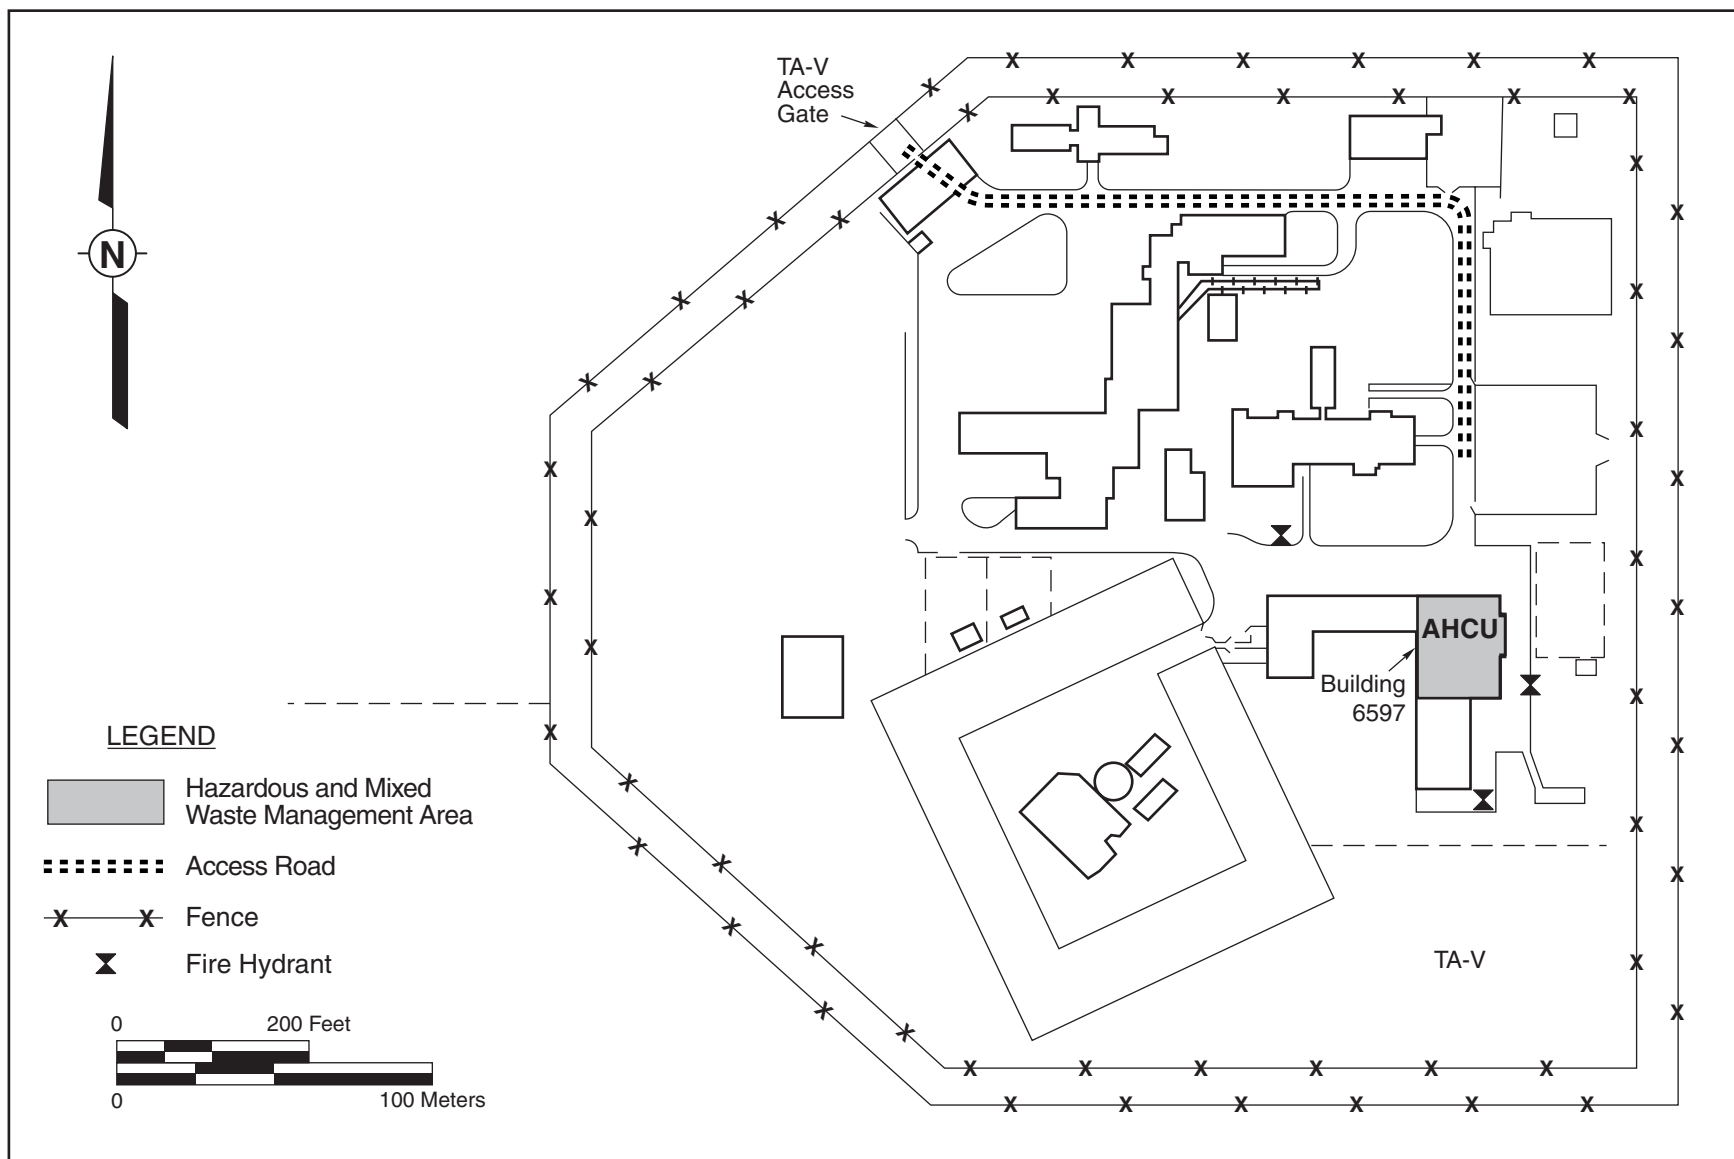 TA-V
Access
Gate
N
AHCU
Building
6597
LEGEND
Hazardous and Mixed
Waste Management Area
Access Road
X X Fence
Fire Hydrant
0 200 Feet
0 100 Meters
TA-V